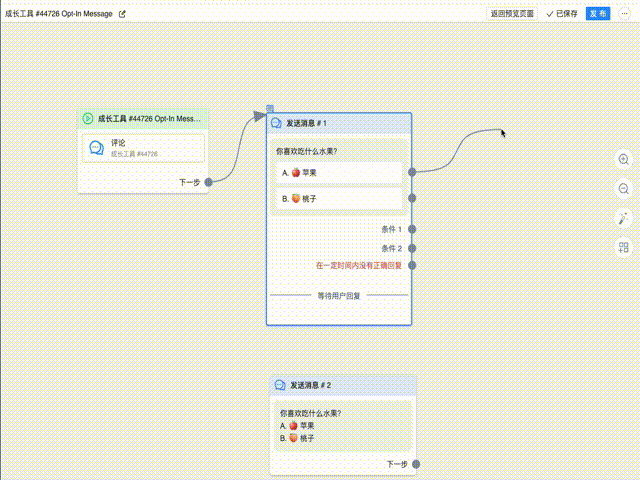 成长工具 #44726 Opt-In Message
返回预览页面
已保存
发布
成长工具 #44726 Opt-In Mess...
评论
成长工具 #44726
下一步
发送消息 # 1
你喜欢吃什么水果?
A. 🍎 苹果
B. 🍑 桃子
条件 1
条件 2
在一定时间内没有正确回复
等待用户回复
发送消息 # 2
你喜欢吃什么水果?
A. 🍎 苹果
B. 🍑 桃子
下一步